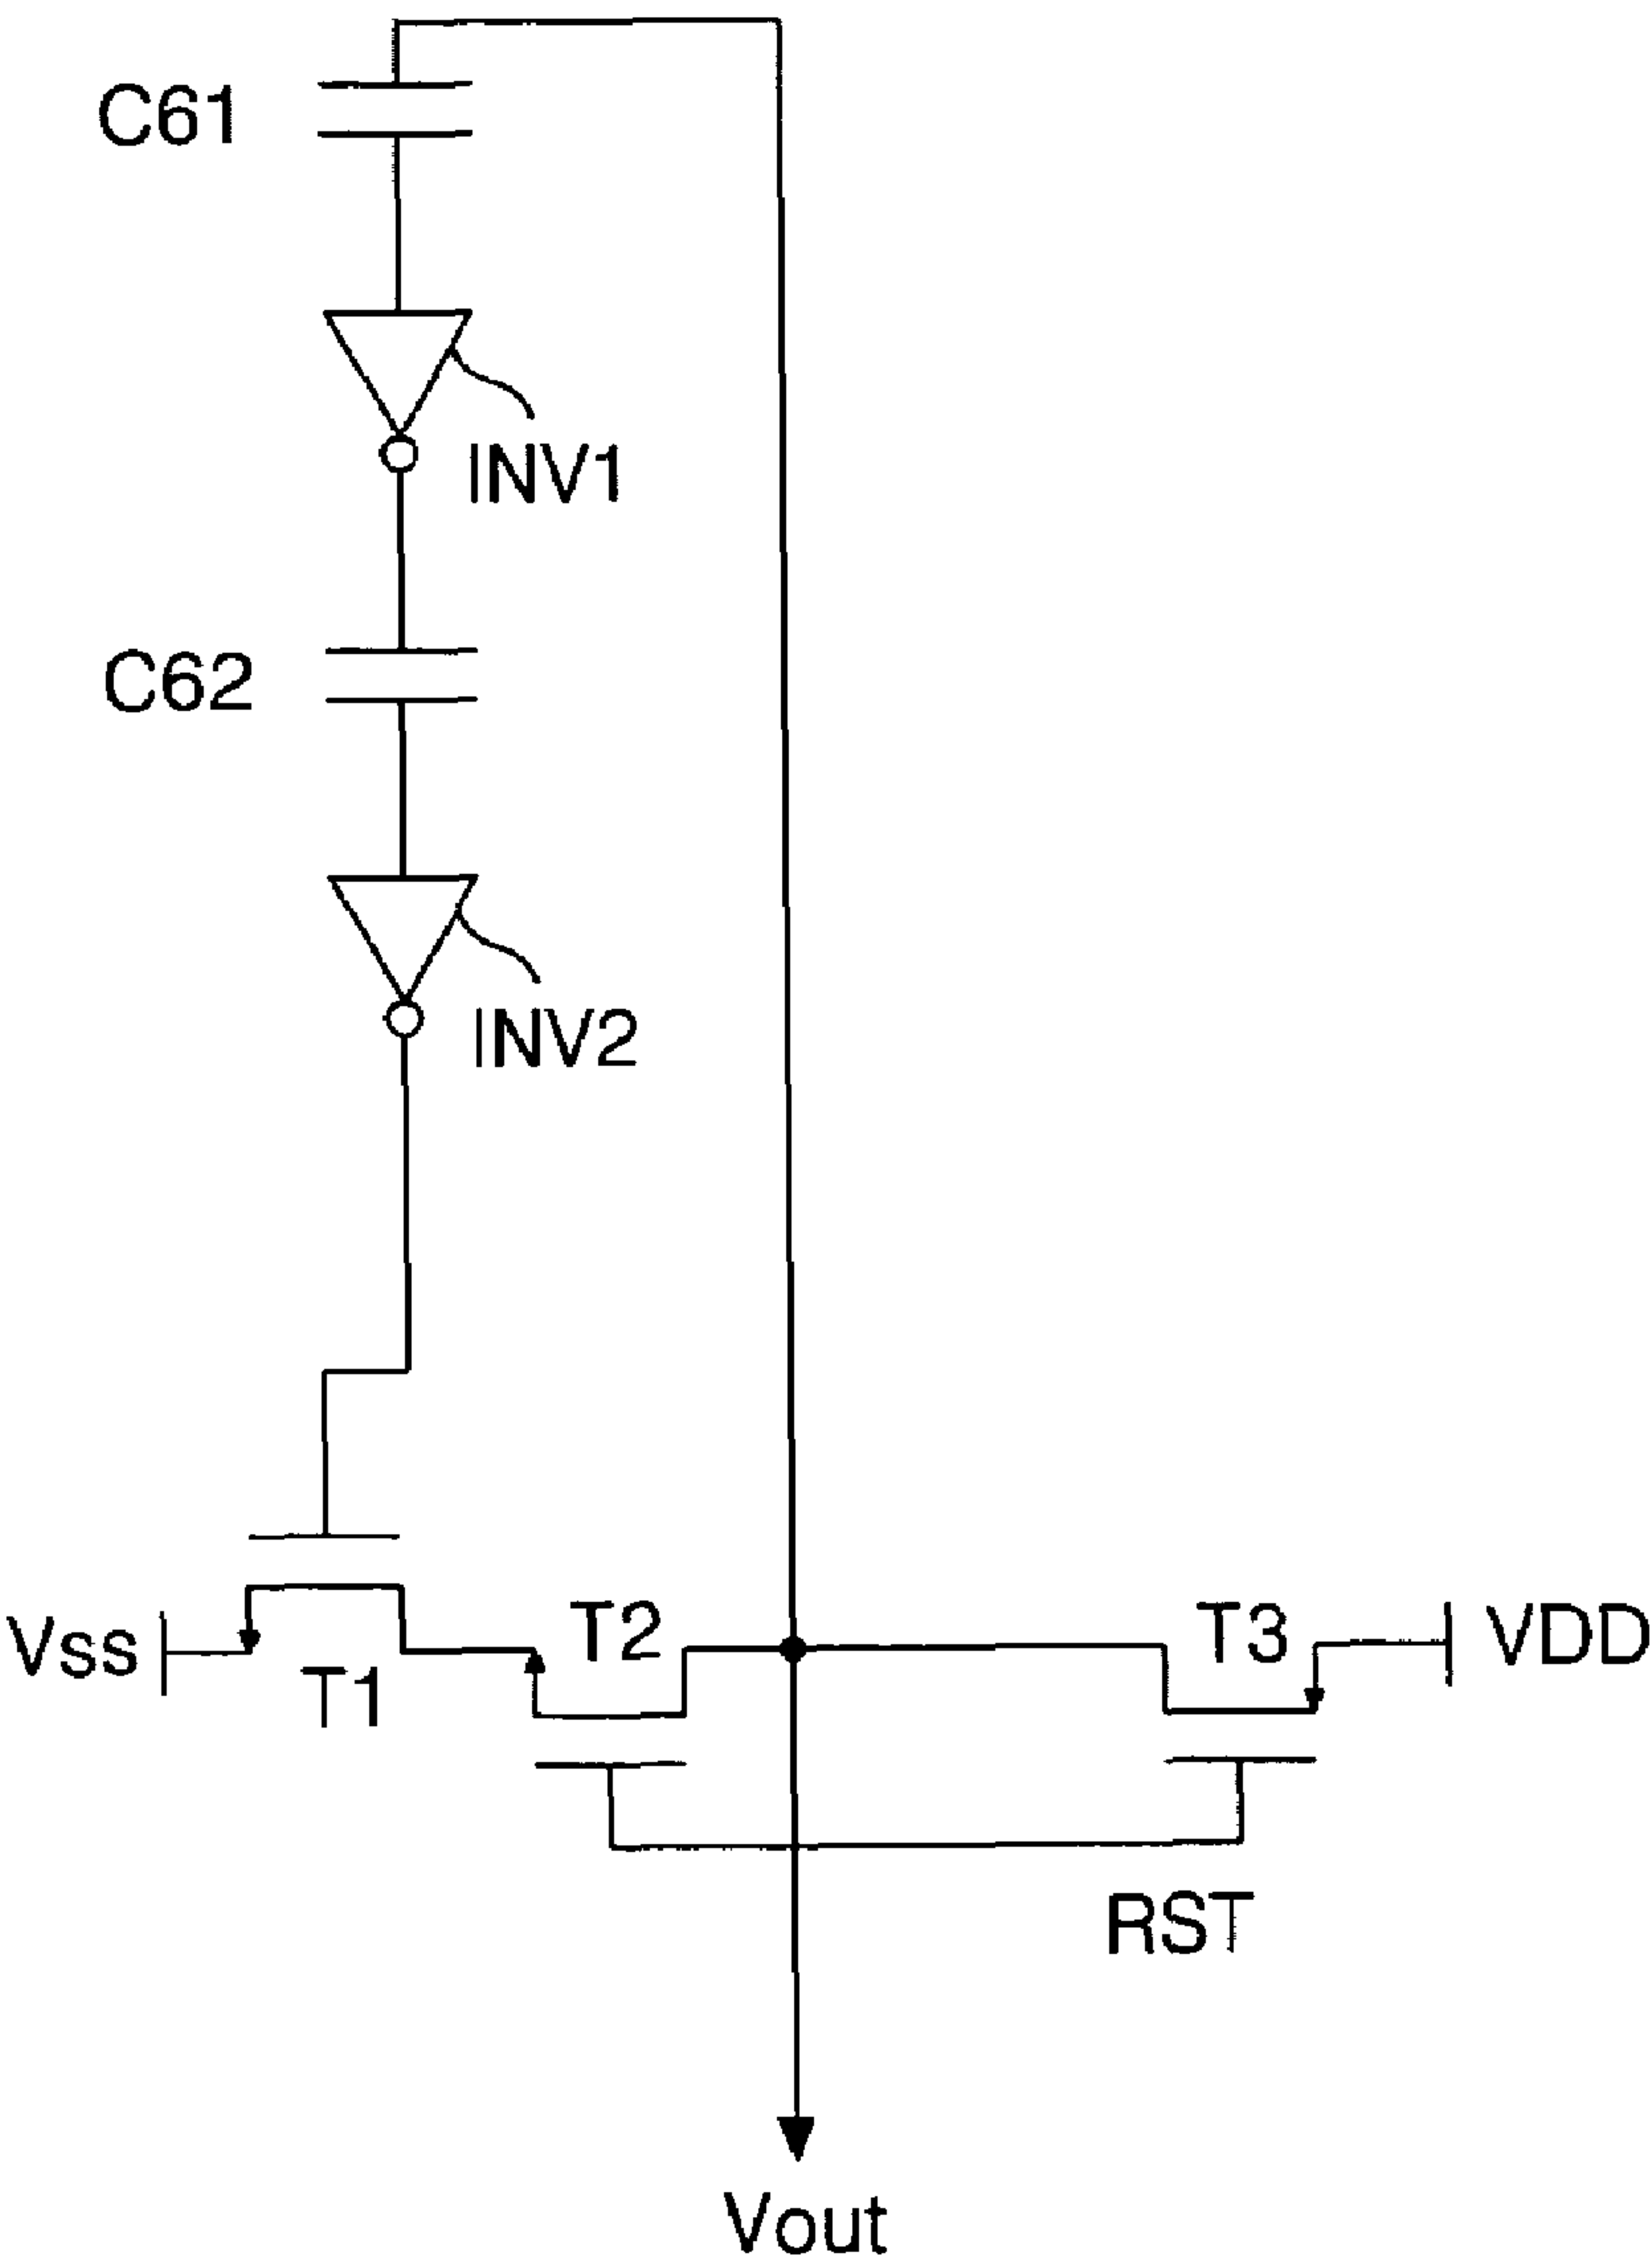 C61
INV1
C62
INV2
Vss
T1
T2
T3
VDD
RST
Vout